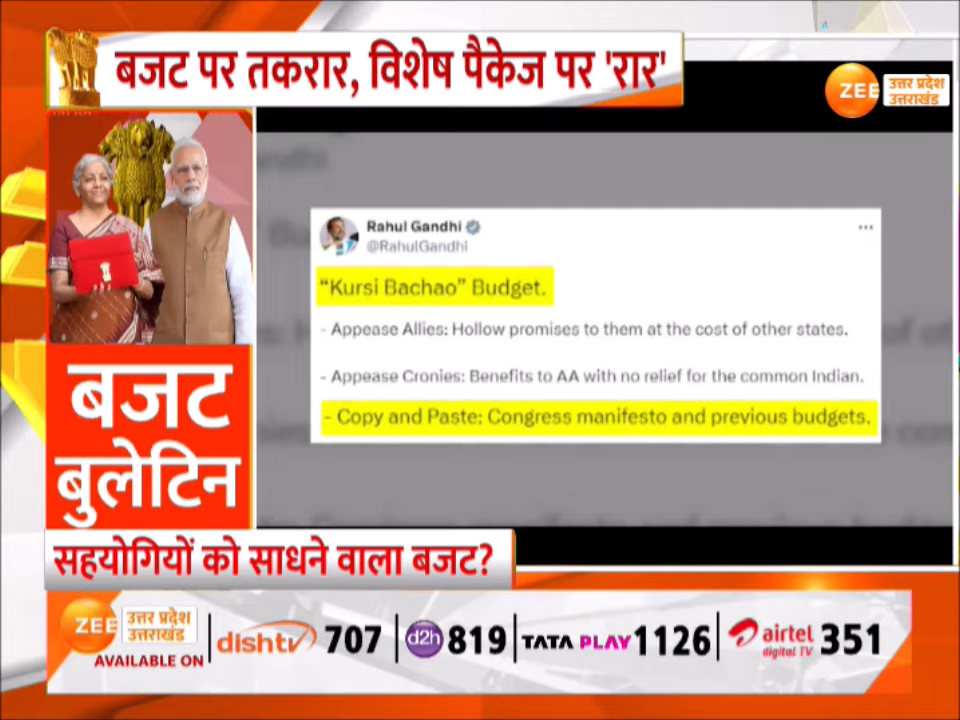 बजट पर तकरार, विशेष पैकेज पर 'रार'
ZEE उत्तर प्रदेश
उत्तराखंड
Rahul Gandhi
@RahulGandhi
“Kursi Bachao” Budget.
- Appease Allies: Hollow promises to them at the cost of other states.
- Appease Cronies: Benefits to AA with no relief for the common Indian.
- Copy and Paste: Congress manifesto and previous budgets.
बजट
बुलेटिन
सहयोगियों को साधने वाला बजट?
ZEE उत्तर प्रदेश
उत्तराखंड
AVAILABLE ON
dishtv 707
d2h 819
TATA PLAY 1126
airtel
digital TV 351